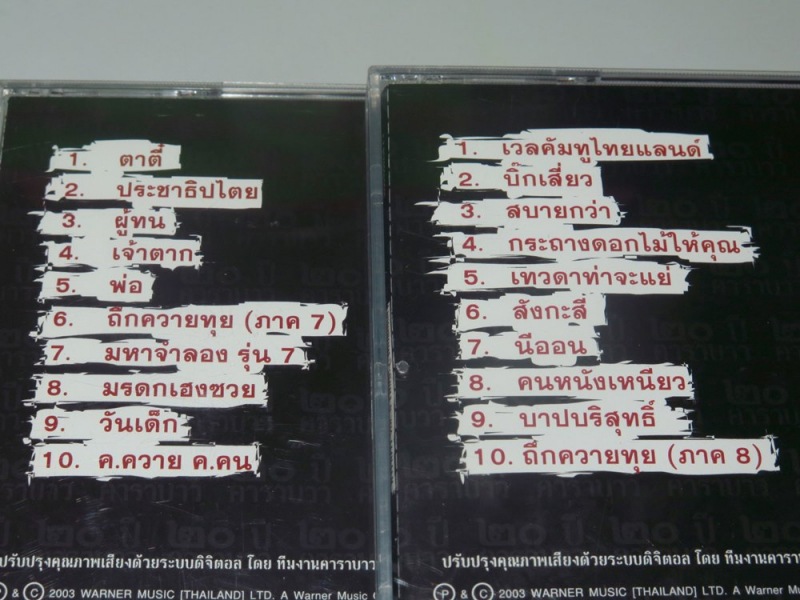 1. ตาตี๋
2. ประชาธิปไตย
3. ผู้ทน
4. เจ้าตาก
5. พ่อ
6. ถึกควายทุย (ภาค 7)
7. มหาจำลอง รุ่น 7
8. มรดกเฮงซวย
9. วันเด็ก
10. ค.ควาย ค.คน
ปรับปรุงคุณภาพเสียงด้วยระบบดิจิตอล โดย ทีมงานคาราบาว
P & C 2003 WARNER MUSIC [THAILAND] LTD. A Warner Music
1. เวลคัมทูไทยแลนด์
2. บิ๊กเสี่ยว
3. สบายกว่า
4. กระถางดอกไม้ให้คุณ
5. เทวดาท่าจะแย่
6. สังกะสี
7. นีออน
8. คนหนังเหนียว
9. บาปบริสุทธิ์
10. ถึกควายทุย (ภาค 8)
ปรับปรุงคุณภาพเสียงด้วยระบบดิจิตอล โดย ทีมงานคารา
P & C 2003 WARNER MUSIC [THAILAND] LTD. A Warner M